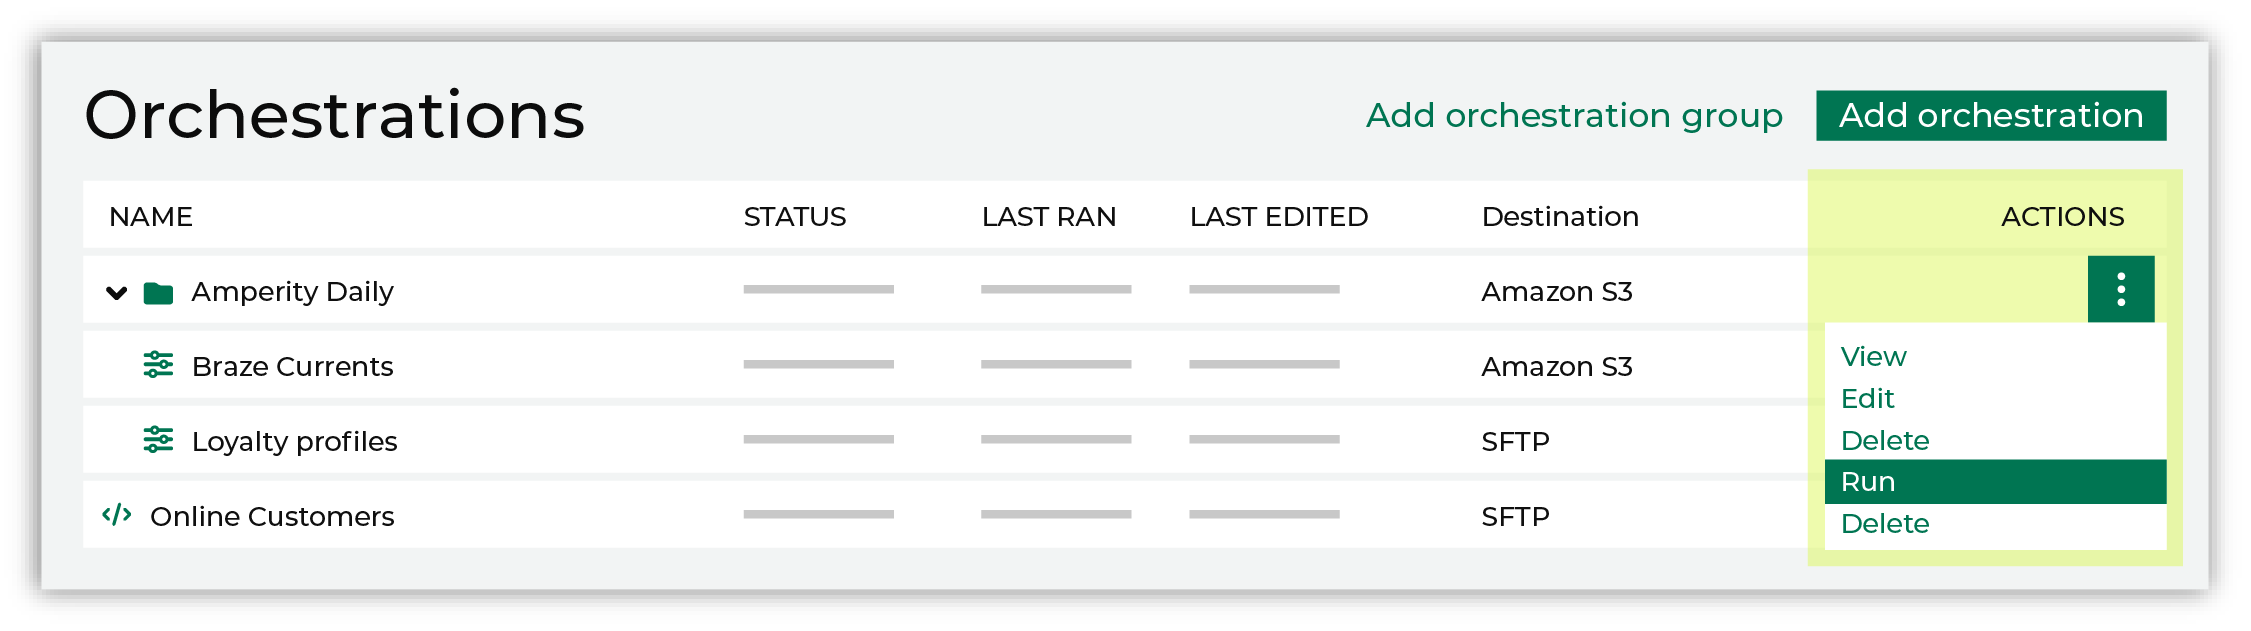 Orchestrations Add orchestration group Add orchestration
NAME STATUS LAST RAN LAST EDITED Destination ACTIONS
Amperity Daily Amazon S3
View
Braze Currents Amazon S3
Edit
Delete
Loyalty profiles SFTP
Run
Online Customers SFTP
Delete